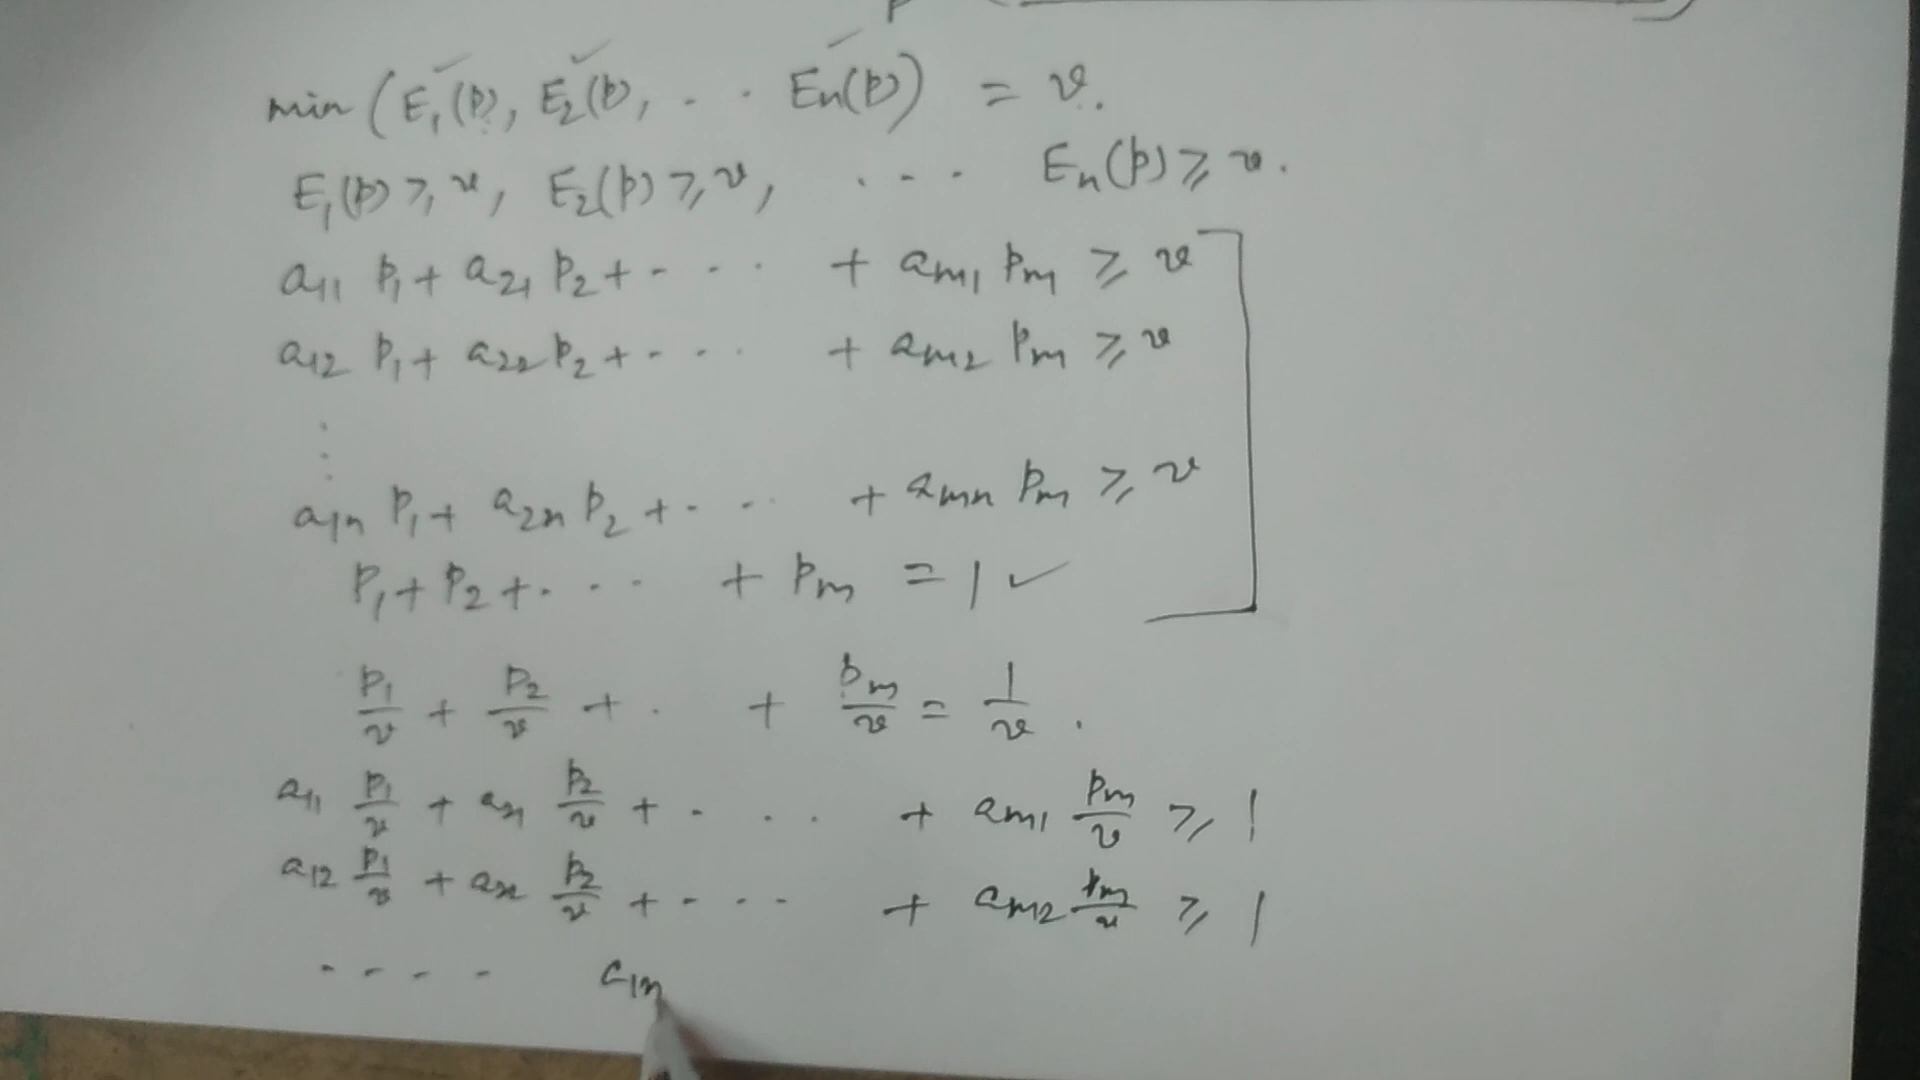 min (E₁(p), E₂(p), . . En(p)) = v.
E₁(p) ≥ v, E₂(p) ≥ v, . . . . En(p) ≥ v.
a₁₁ p₁ + a₂₁ p₂ + . . . . + am₁ pm ≥ v
a₁₂ p₁ + a₂₂ p₂ + . . . + am₂ pm ≥ v
⋮
a₁n p₁ + a₂n p₂ + . . . + amn pm ≥ v
p₁ + p₂ + . . . . + pm = 1 ✓
p₁/v + p₂/v + . + pm/v = 1/v .
a₁₁ p₁/v + a₂₁ p₂/v + . . . . + am₁ pm/v ≥ 1
a₁₂ p₁/v + a₂₂ p₂/v + . . . . + am₂ pm/v ≥ 1
. . . . a₁n